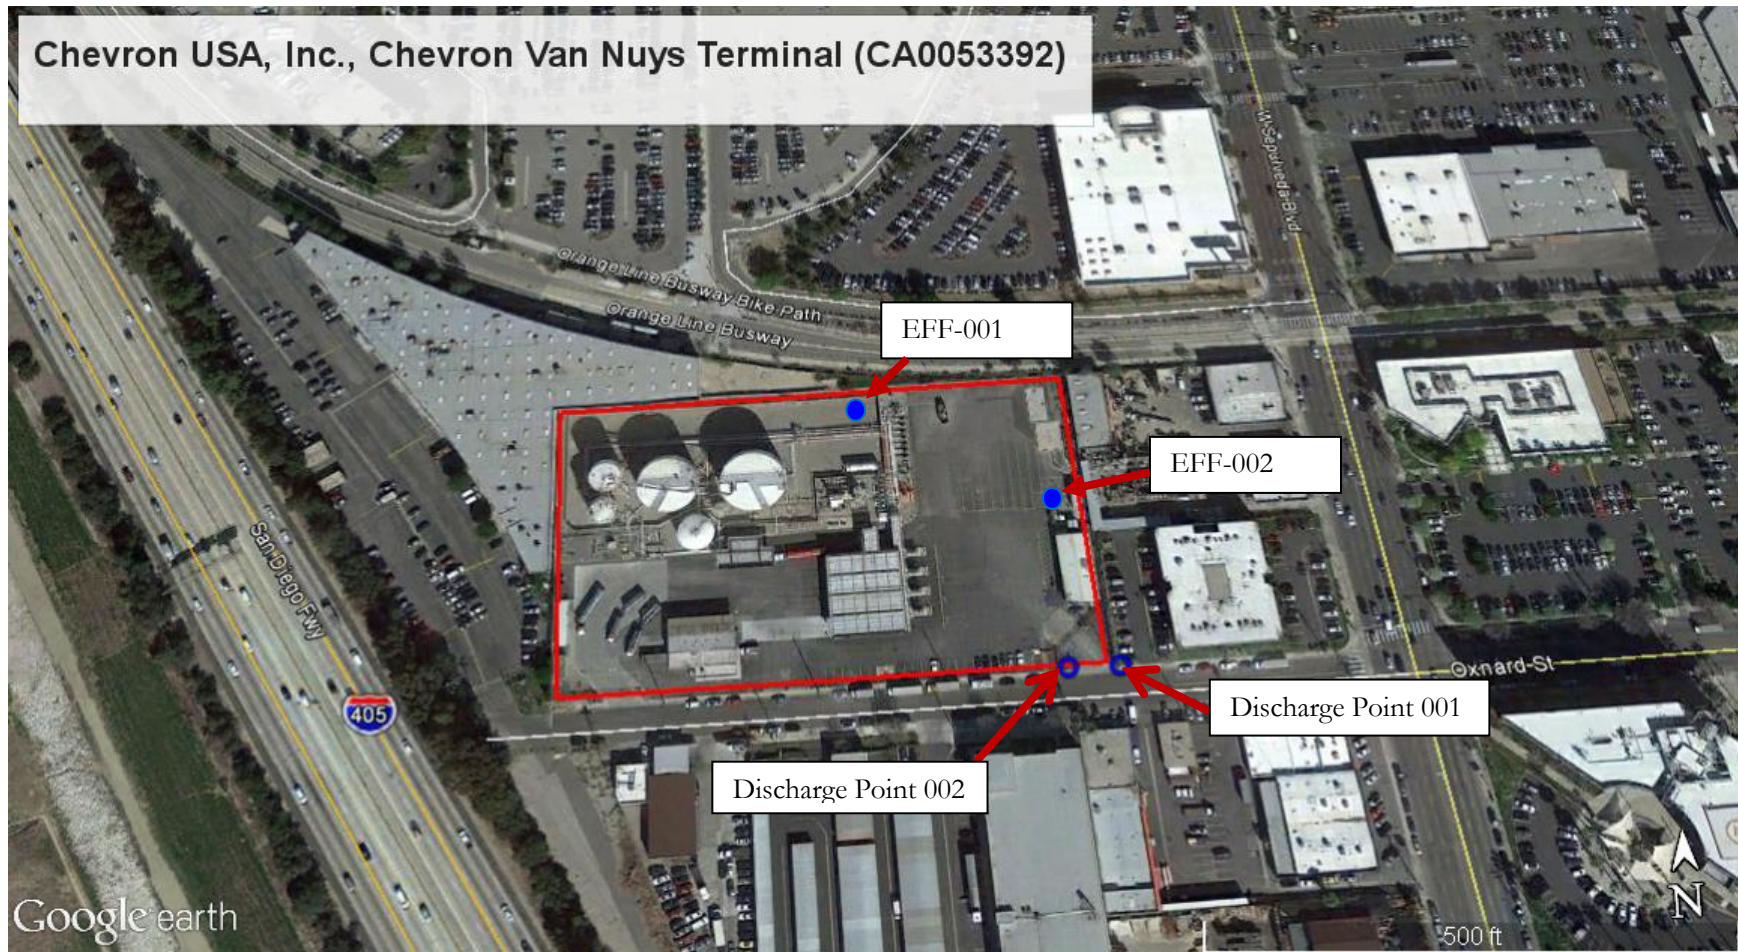 Chevron USA, Inc., Chevron Van Nuys Terminal (CA0053392)
N Sepulveda Blvd
Orange Line Busway Bike Path
Orange Line Busway
EFF-001
EFF-002
San Diego Fwy
405
Oxnard St
Discharge Point 001
Discharge Point 002
N
Google earth
500 ft